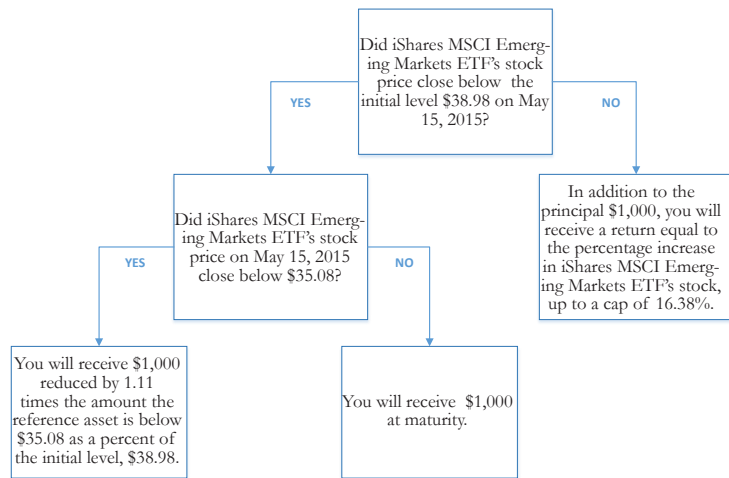 Did iShares MSCI Emerg-
ing Markets ETF's stock
price close below the
initial level $38.98 on May
15, 2015?
YES
NO
Did iShares MSCI Emerg-
ing Markets ETF's stock
price on May 15, 2015
close below $35.08?
In addition to the
principal $1,000, you will
receive a return equal to
the percentage increase
in iShares MSCI Emerg-
ing Markets ETF's stock,
up to a cap of 16.38%.
YES
NO
You will receive $1,000
reduced by 1.11
times the amount the
reference asset is below
$35.08 as a percent of
the initial level, $38.98.
You will receive $1,000
at maturity.